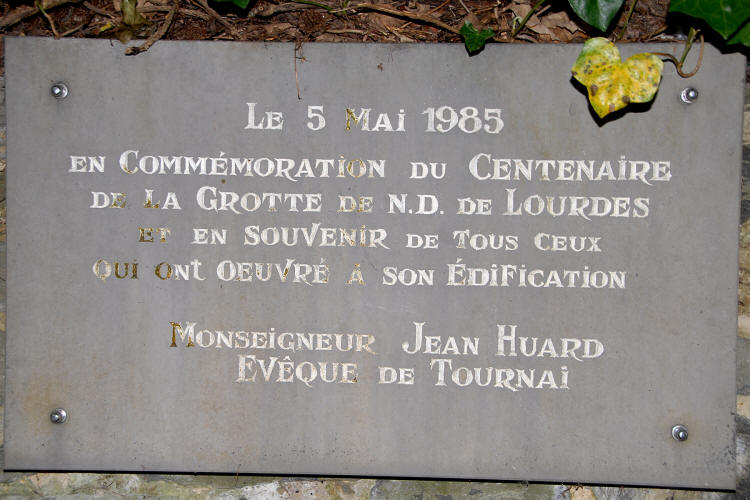 Le 5 Mai 1985
en Commémoration du Centenaire
de la Grotte de N.D. de Lourdes
et en souvenir de tous ceux
qui ont oeuvré a son Édification
Monseigneur Jean Huard
Evêque de Tournai